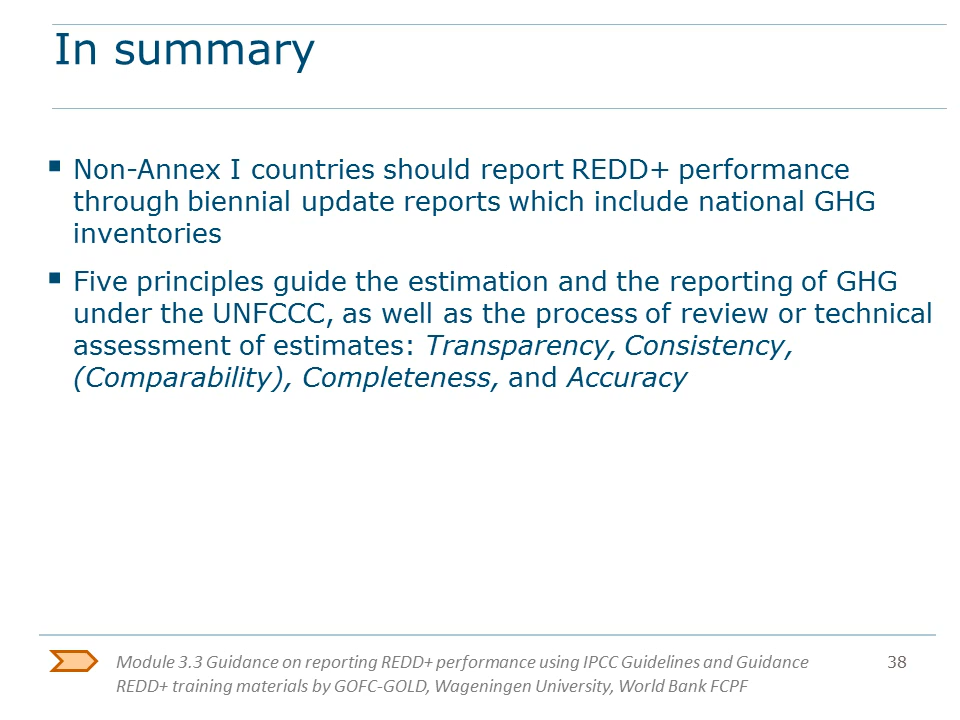 In summary
▪ Non-Annex I countries should report REDD+ performance
through biennial update reports which include national GHG
inventories
▪ Five principles guide the estimation and the reporting of GHG
under the UNFCCC, as well as the process of review or technical
assessment of estimates: Transparency, Consistency,
(Comparability), Completeness, and Accuracy
Module 3.3 Guidance on reporting REDD+ performance using IPCC Guidelines and Guidance
REDD+ training materials by GOFC-GOLD, Wageningen University, World Bank FCPF
38